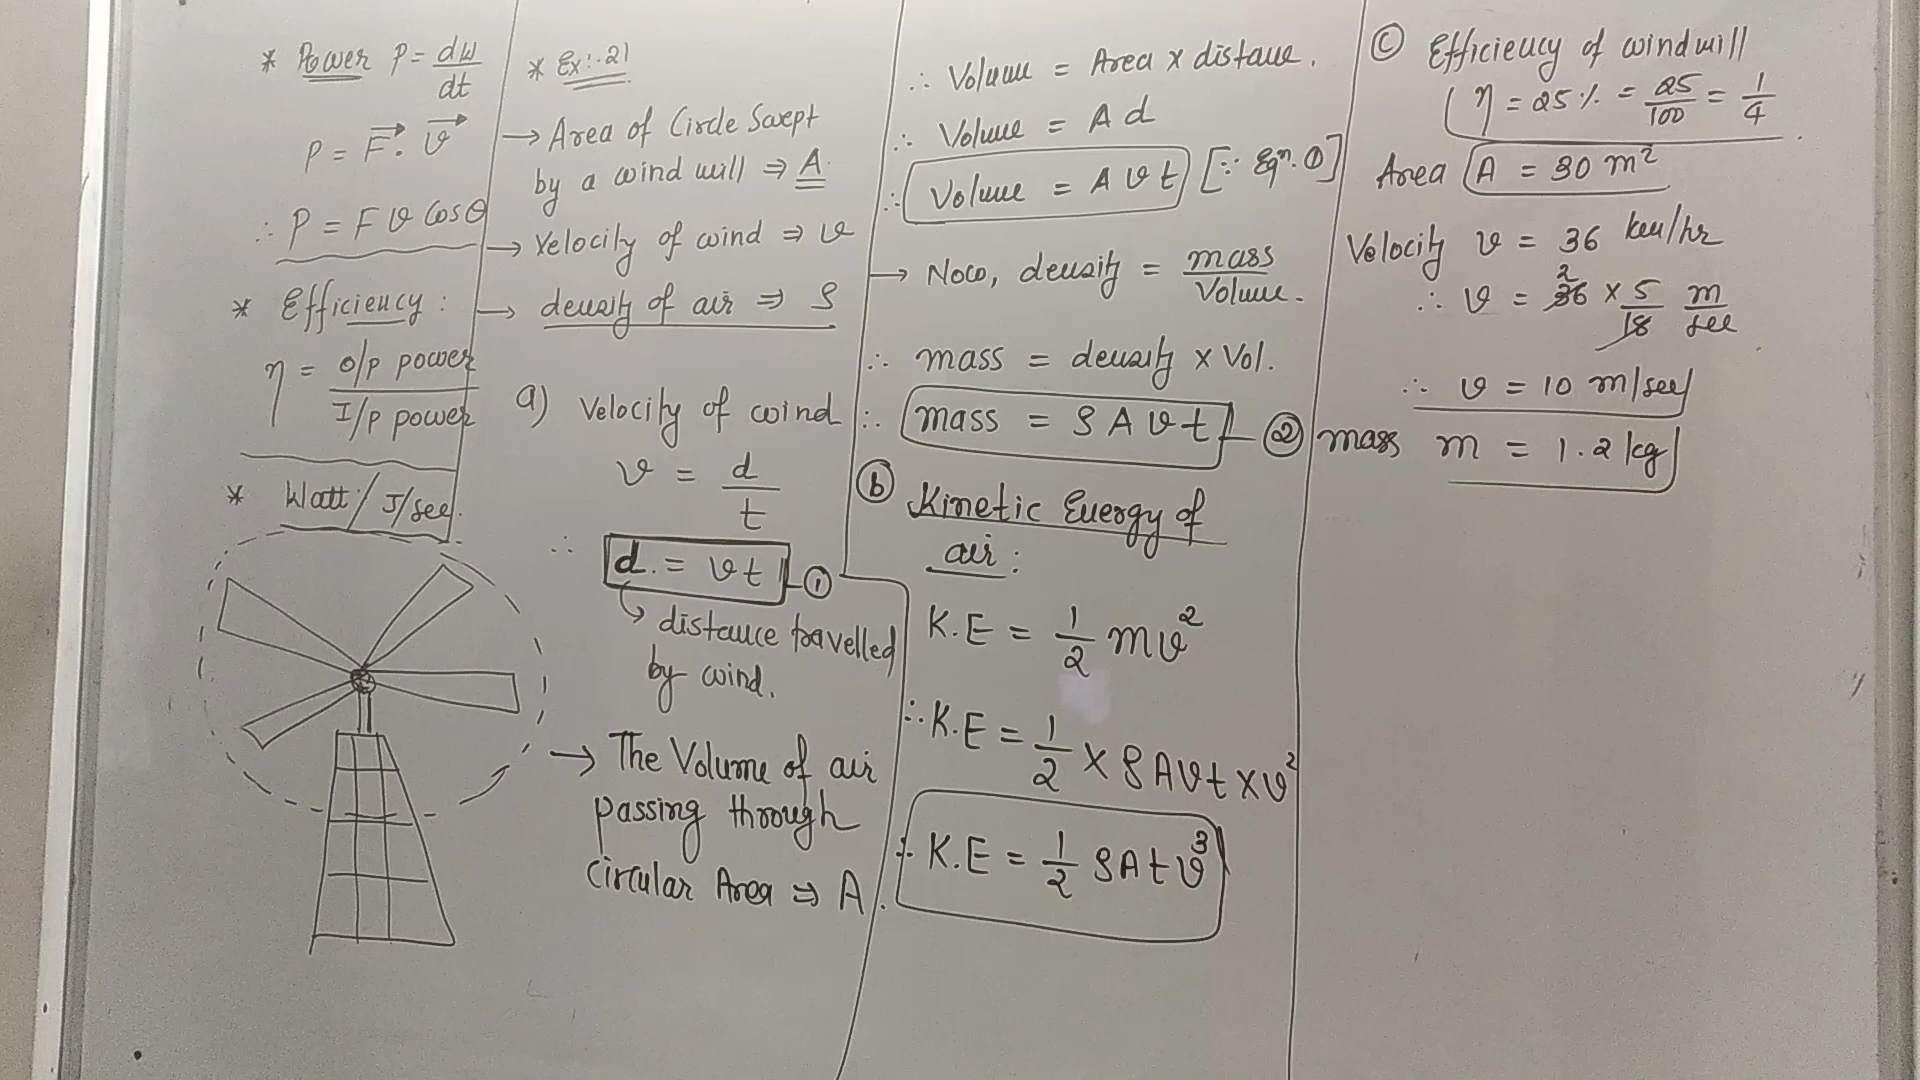 * Power P = dW/dt
P = F⃗ . v⃗
∴ P = F v Cosθ
* Efficiency :
η = o/p power / I/p power
* Watt / J/sec.
* Ex:-21
→ Area of Circle Swept
by a wind mill ⇒ A
→ Velocity of wind ⇒ v
→ density of air ⇒ ρ
a) Velocity of wind
v = d/t
∴ d = vt ①
↳ distance travelled
by wind.
→ The Volume of air
passing through
circular Area ⇒ A.
∴ Volume = Area x distance.
∴ Volume = A d
∴ Volume = A v t [∵ Eqn. ①]
→ Now, density = mass/Volume.
∴ mass = density x Vol.
∴ mass = ρ A v t ②
ⓑ Kinetic Energy of
air :
K.E = 1/2 mv²
∴ K.E = 1/2 x ρAvt x v²
∴ K.E = 1/2 ρAtv³
ⓒ Efficiency of windmill
η = 25% = 25/100 = 1/4
Area A = 30 m²
Velocity v = 36 km/hr
2
∴ v = 36 x 5/18 m/sec
∴ v = 10 m/sec
mass m = 1.2 kg